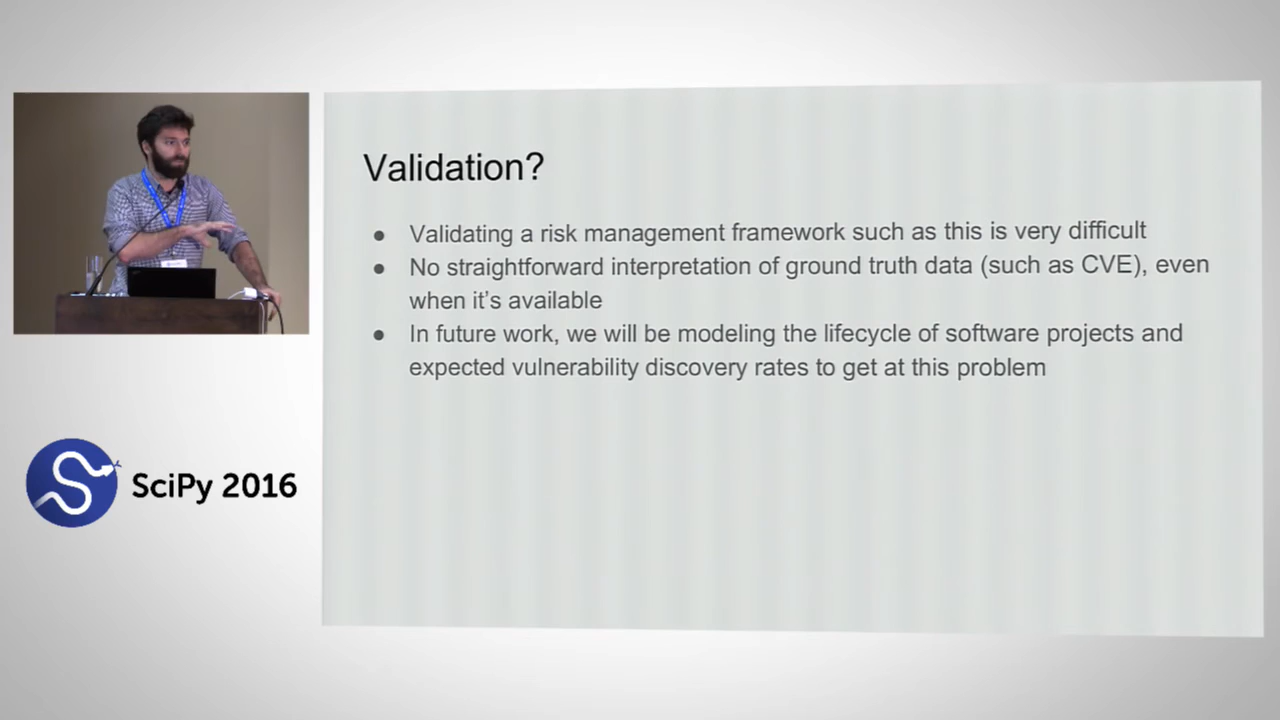 Validation?
● Validating a risk management framework such as this is very difficult
● No straightforward interpretation of ground truth data (such as CVE), even
when it's available
● In future work, we will be modeling the lifecycle of software projects and
expected vulnerability discovery rates to get at this problem
SciPy 2016